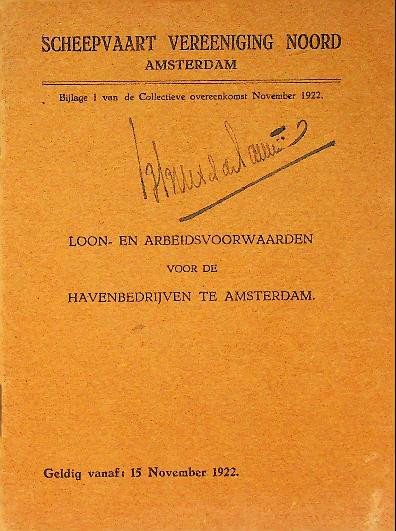 SCHEEPVAART VEREENIGING NOORD
AMSTERDAM
Bijlage 1 van de Collectieve overeenkomst November 1922.
LOON- EN ARBEIDSVOORWAARDEN
VOOR DE
HAVENBEDRIJVEN TE AMSTERDAM.
Geldig vanaf: 15 November 1922.